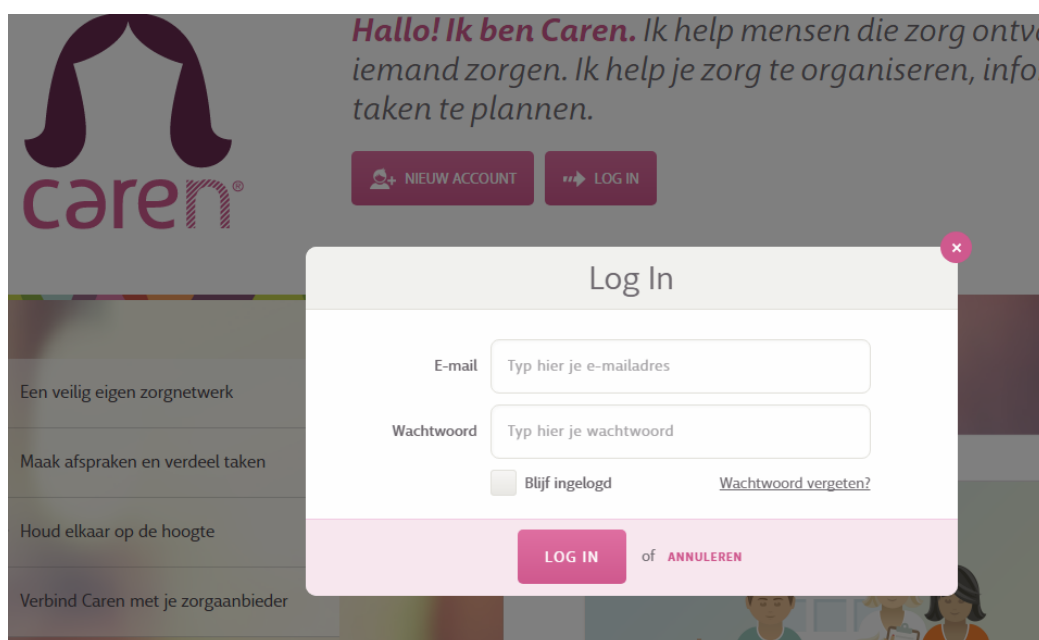 Hallo! Ik ben Caren. Ik help mensen die zorg
iemand zorgen. Ik help je zorg te organiseren,
taken te plannen.
caren®
NIEUW ACCOUNT
LOG IN
Log In
E-mail
Typ hier je e-mailadres
Wachtwoord
Typ hier je wachtwoord
Blijf ingelogd
Wachtwoord vergeten?
LOG IN of ANNULEREN
Een veilig eigen zorgnetwerk
Maak afspraken en verdeel taken
Houd elkaar op de hoogte
Verbind Caren met je zorgaanbieder